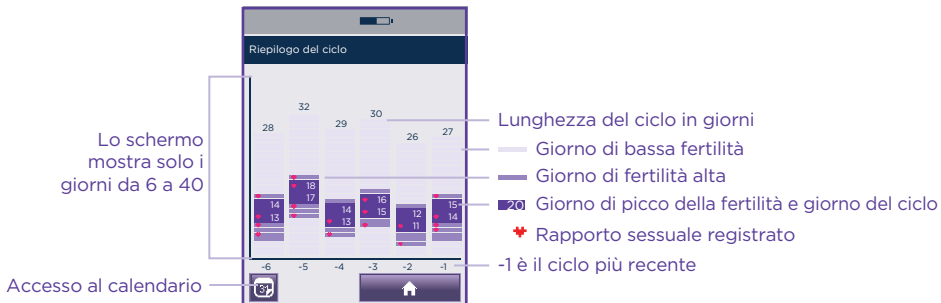 Riepilogo del ciclo
28
32
29
30
26
27
18
17
14
13
14
13
16
15
12
11
15
14
-6
-5
-4
-3
-2
-1
31
Lo schermo
mostra solo i
giorni da 6 a 40
Accesso al calendario
Lunghezza del ciclo in giorni
Giorno di bassa fertilità
Giorno di fertilità alta
20 Giorno di picco della fertilità e giorno del ciclo
Rapporto sessuale registrato
-1 è il ciclo più recente